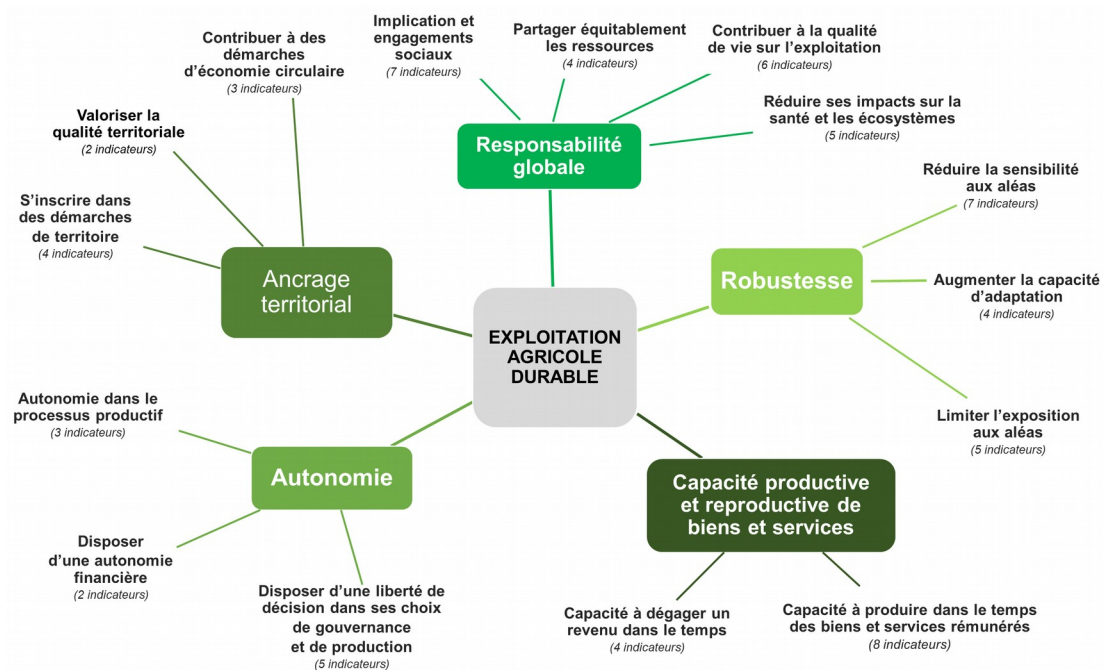 Implication et
engagements
sociaux
(7 indicateurs)
Partager équitablement
les ressources
(4 indicateurs)
Contribuer à la qualité
de vie sur l’exploitation
(6 indicateurs)
Contribuer à des
démarches
d’économie circulaire
(3 indicateurs)
Réduire ses impacts sur la
santé et les écosystèmes
(5 indicateurs)
Valoriser la
qualité territoriale
(2 indicateurs)
Responsabilité
globale
Réduire la sensibilité
aux aléas
(7 indicateurs)
S’inscrire dans
des démarches
de territoire
(4 indicateurs)
Ancrage
territorial
Robustesse
Augmenter la capacité
d’adaptation
(4 indicateurs)
EXPLOITATION
AGRICOLE
DURABLE
Autonomie dans le
processus productif
(3 indicateurs)
Limiter l’exposition
aux aléas
(5 indicateurs)
Autonomie
Capacité productive
et reproductive de
biens et services
Disposer
d’une autonomie
financière
(2 indicateurs)
Disposer d’une liberté de
décision dans ses choix
de gouvernance
et de production
(5 indicateurs)
Capacité à dégager un
revenu dans le temps
(4 indicateurs)
Capacité à produire dans le temps
des biens et services rémunérés
(8 indicateurs)